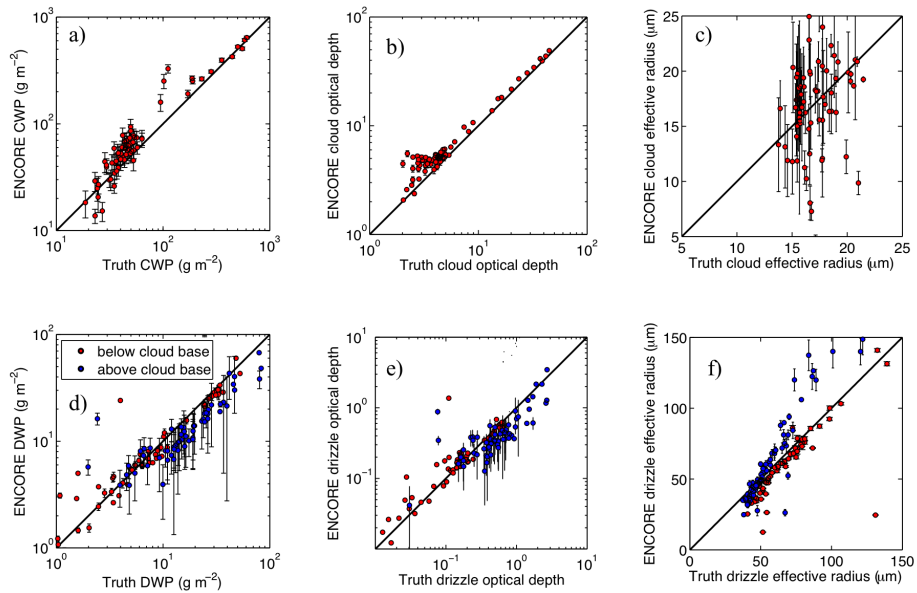 a)
10³
10²
10¹
10¹ 10² 10³
ENCORE CWP (g m⁻²)
Truth CWP (g m⁻²)
b)
10²
10¹
10⁰
10⁰ 10¹ 10²
ENCORE cloud optical depth
Truth cloud optical depth
c)
25
20
15
10
5
5 10 15 20 25
ENCORE cloud effective radius (μm)
Truth cloud effective radius (μm)
below cloud base
above cloud base
d)
10²
10¹
10⁰
10⁰ 10¹ 10²
ENCORE DWP (g m⁻²)
Truth DWP (g m⁻²)
e)
10¹
10⁰
10⁻¹
10⁻¹ 10⁰ 10¹
ENCORE drizzle optical depth
Truth drizzle optical depth
f)
150
100
50
0
0 50 100 150
ENCORE drizzle effective radius (μm)
Truth drizzle effective radius (μm)